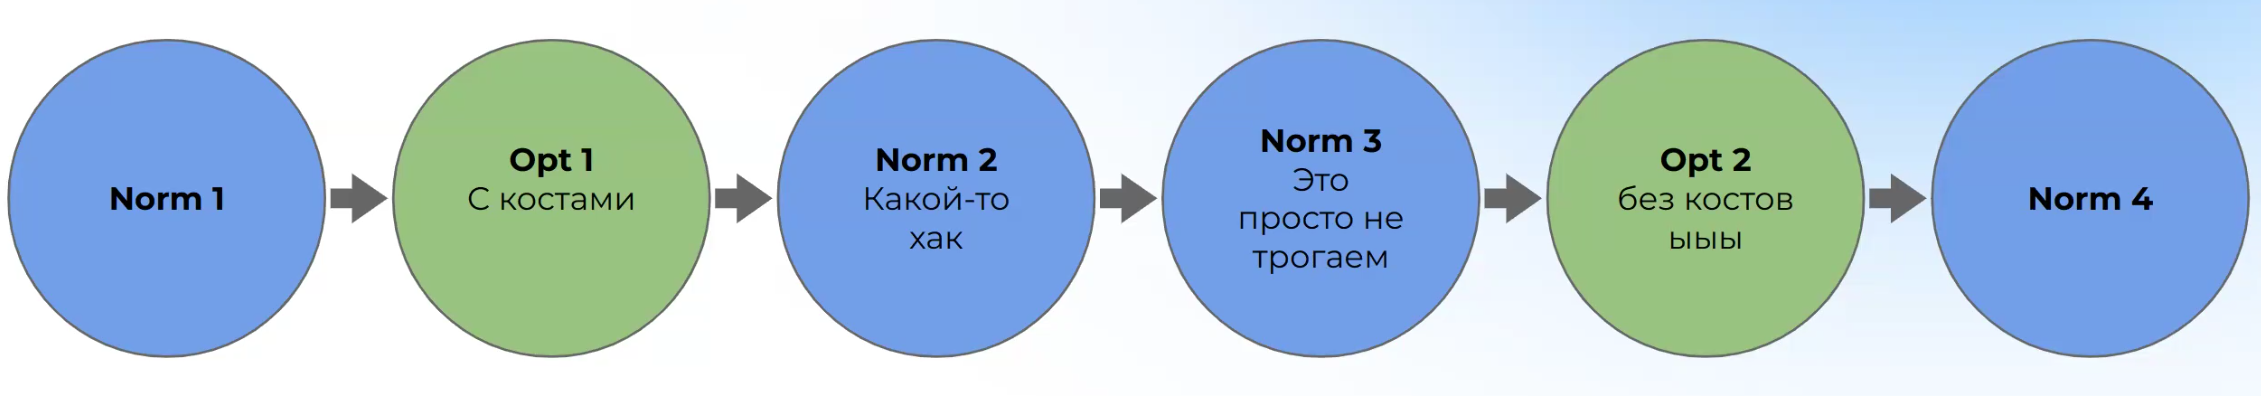 Norm 1
Opt 1
С костами
Norm 2
Какой-то
хак
Norm 3
Это
просто не
трогаем
Opt 2
без костов
ыыы
Norm 4